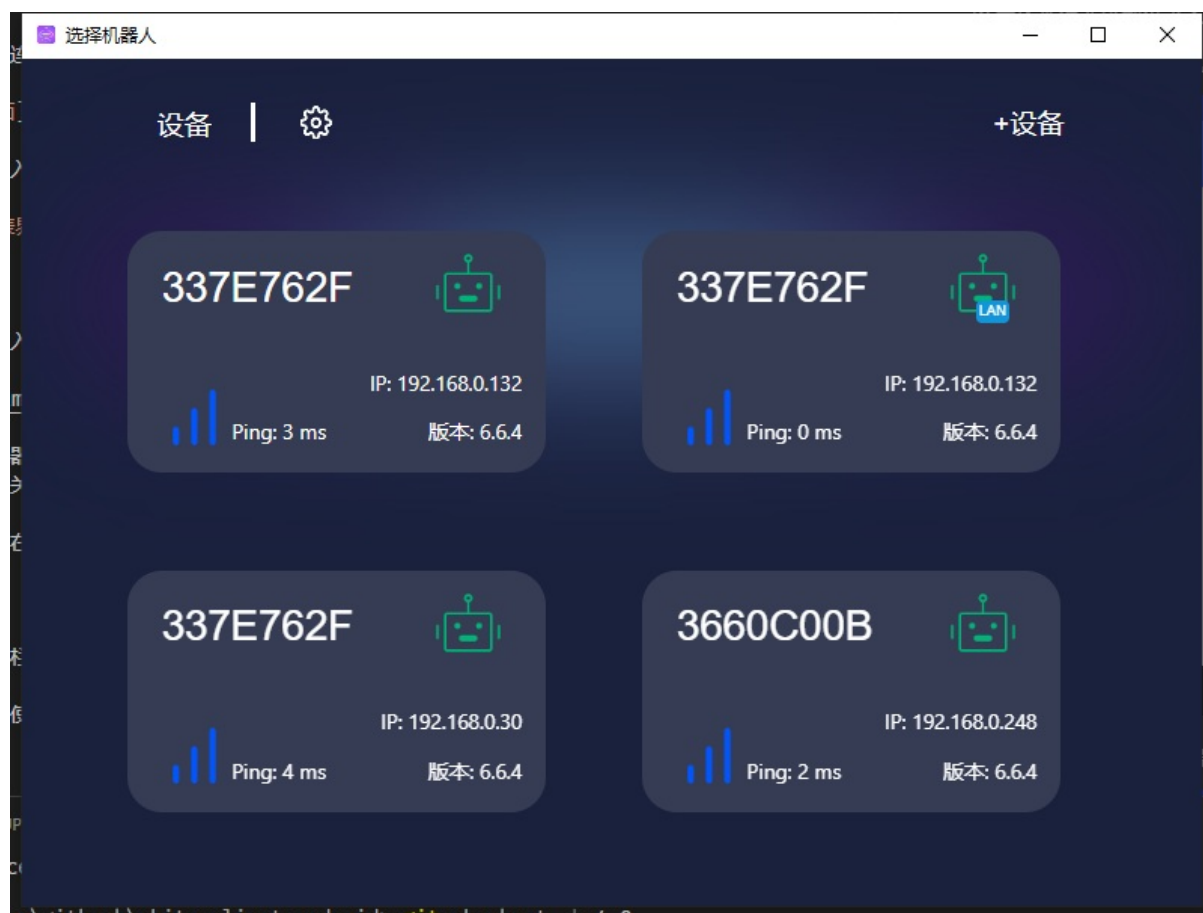 选择机器人
设备
+设备
337E762F
IP: 192.168.0.132
Ping: 3 ms
版本: 6.6.4
337E762F
LAN
IP: 192.168.0.132
Ping: 0 ms
版本: 6.6.4
337E762F
IP: 192.168.0.30
Ping: 4 ms
版本: 6.6.4
3660C00B
IP: 192.168.0.248
Ping: 2 ms
版本: 6.6.4